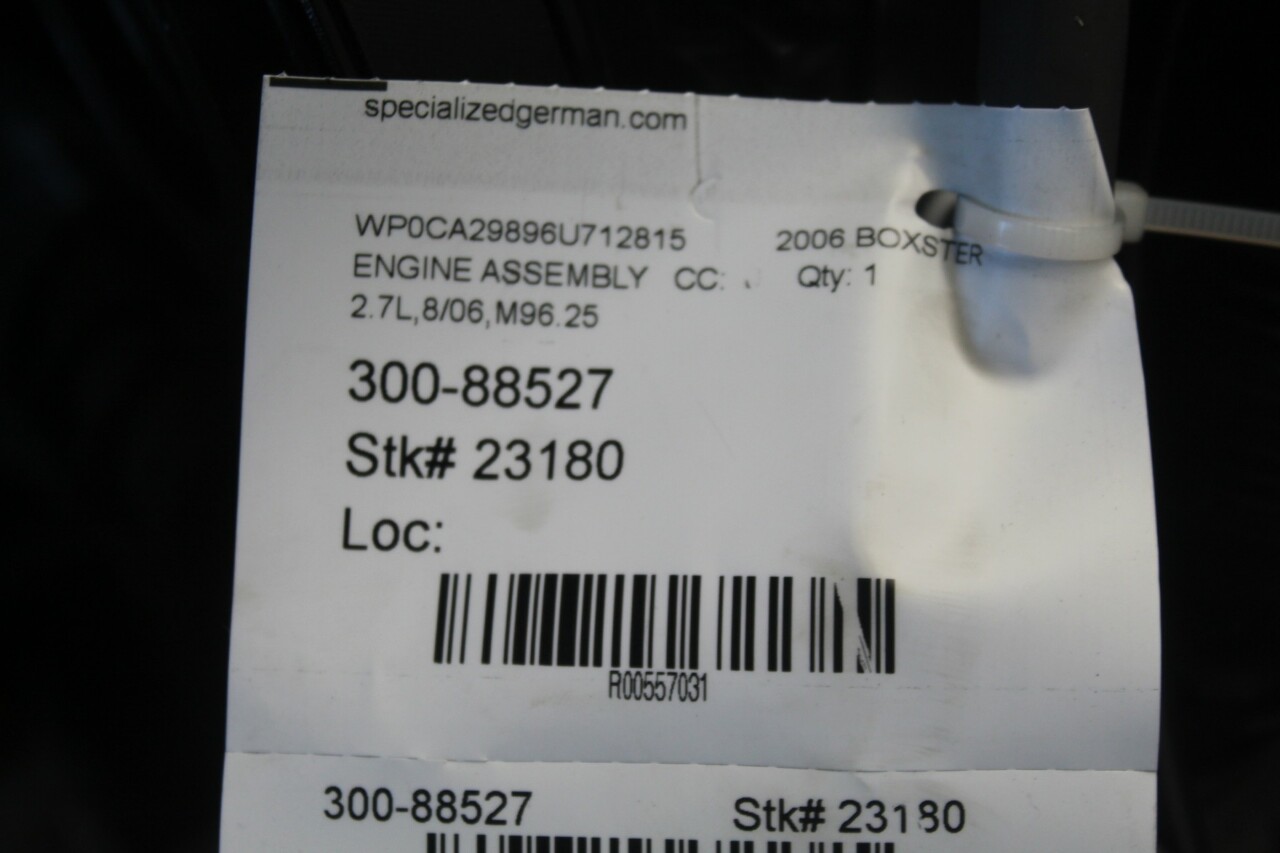 specializedgerman.com
WP0CA29896U712815 2006 BOXSTER
ENGINE ASSEMBLY CC: Qty: 1
2.7L,8/06,M96.25
300-88527
Stk# 23180
Loc:
R00557031
300-88527 Stk# 23180